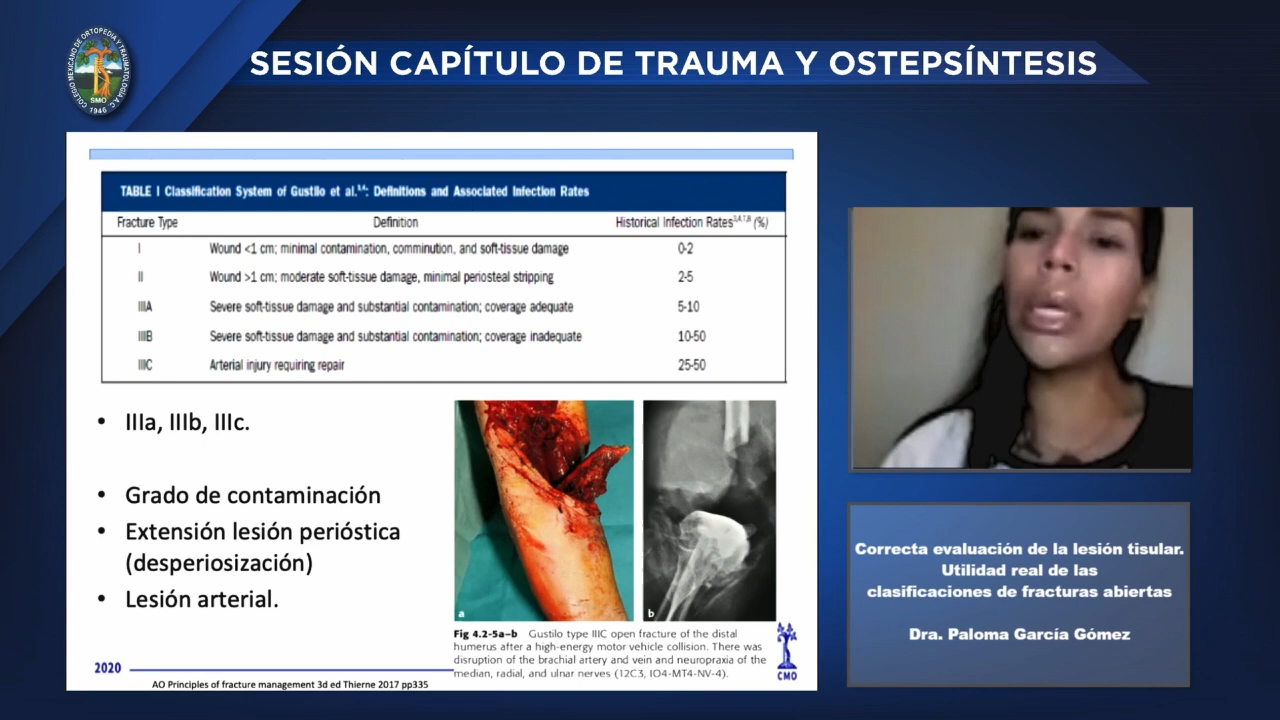 COLEGIO MEXICANO DE ORTOPEDIA Y TRAUMATOLOGIA A.C.
SMO
1946
SESIÓN CAPÍTULO DE TRAUMA Y OSTEPSÍNTESIS
TABLE I Classification System of Gustilo et al.: Definitions and Associated Infection Rates
Fracture Type Definition Historical Infection Rates (%)
I Wound <1 cm; minimal contamination, comminution, and soft-tissue damage 0-2
II Wound >1 cm; moderate soft-tissue damage, minimal periosteal stripping 2-5
IIIA Severe soft-tissue damage and substantial contamination; coverage adequate 5-10
IIIB Severe soft-tissue damage and substantial contamination; coverage inadequate 10-50
IIIC Arterial injury requiring repair 25-50
• IIIa, IIIb, IIIc.
• Grado de contaminación
• Extensión lesión perióstica
(desperiosización)
• Lesión arterial.
a
b
Fig 4.2-5a–b Gustilo type IIIC open fracture of the distal
humerus after a high-energy motor vehicle collision. There was
disruption of the brachial artery and vein and neuropraxia of the
median, radial, and ulnar nerves (12C3, IO4-MT4-NV-4).
2020
AO Principles of fracture management 3d ed Thierne 2017 pp335
CMO
Correcta evaluación de la lesión tisular.
Utilidad real de las
clasificaciones de fracturas abiertas
Dra. Paloma García Gómez